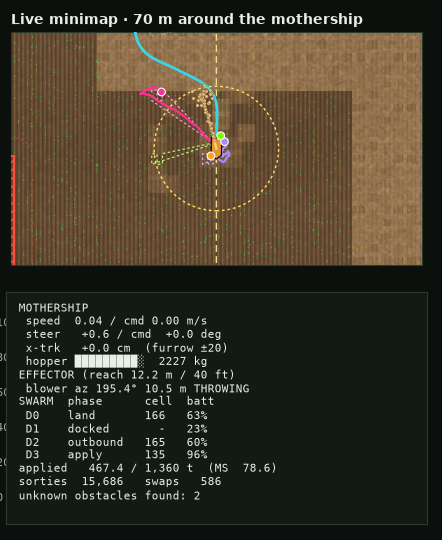 Live minimap · 70 m around the mothership
MOTHERSHIP
speed 0.04 / cmd 0.00 m/s
steer +0.6 / cmd +0.0 deg
x-trk +0.0 cm (furrow ±20)
hopper █████████░ 2227 kg
EFFECTOR (reach 12.2 m / 40 ft)
blower az 195.4° 10.5 m THROWING
SWARM phase cell batt
D0 land 166 63%
D1 docked - 23%
D2 outbound 165 60%
D3 apply 135 96%
applied 467.4 / 1,360 t (MS 78.6)
sorties 15,686 swaps 586
unknown obstacles found: 2